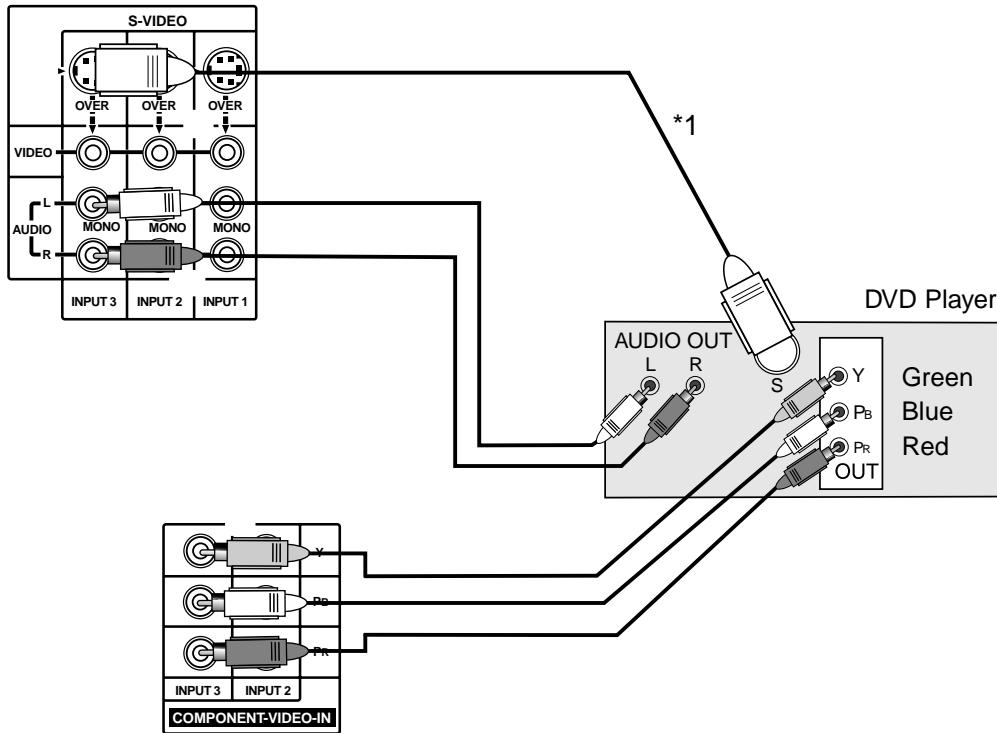 S-VIDEO
OVER OVER OVER
VIDEO
L
AUDIO MONO MONO MONO
R
INPUT 3 INPUT 2 INPUT 1
*1
DVD Player
AUDIO OUT
L R
S
Y Green
PB Blue
PR Red
OUT
Y
PB
PR
INPUT 3 INPUT 2
COMPONENT-VIDEO-IN